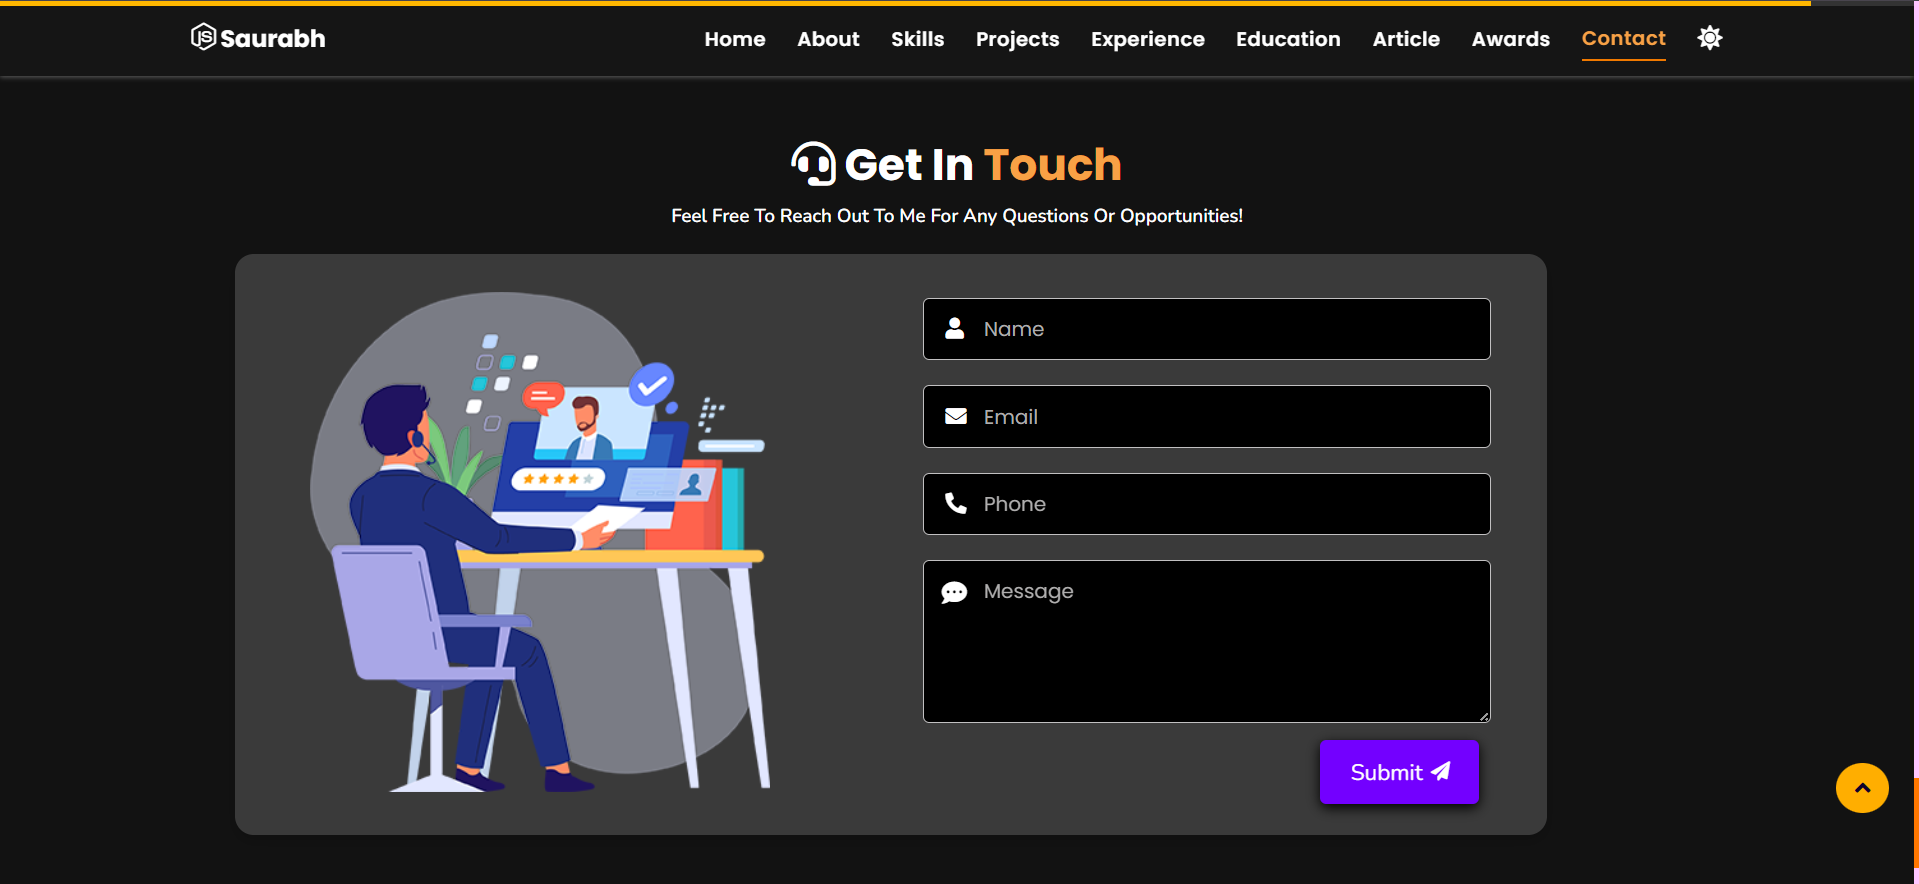 JS Saurabh
Home About Skills Projects Experience Education Article Awards Contact
Get In Touch
Feel Free To Reach Out To Me For Any Questions Or Opportunities!
Name
Email
Phone
Message
Submit